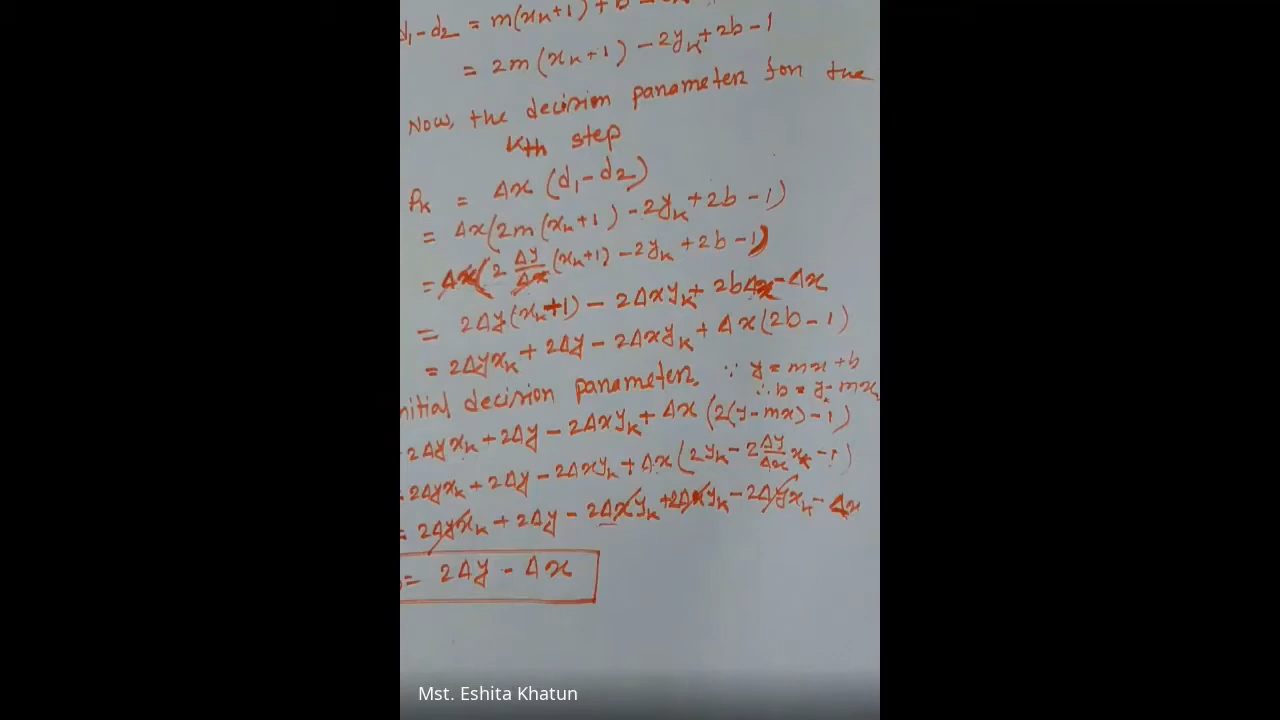 d₁-d₂ = m(xₖ+1) + b
= 2m(xₖ+1) - 2yₖ + 2b - 1
Now, the decision parameter for the
Kth step
Pₖ = Δx (d₁-d₂)
= Δx(2m(xₖ+1) - 2yₖ + 2b - 1)
= Δx(2 Δy/Δx (xₖ+1) - 2yₖ + 2b - 1)
= 2Δy(xₖ+1) - 2Δxyₖ + 2bΔx - Δx
= 2Δyxₖ + 2Δy - 2Δxyₖ + Δx(2b-1)
nitial decision parameter, ∵ y = mx + b
∴ b = y - mx
2Δyxₖ + 2Δy - 2Δxyₖ + Δx (2(y-mx)-1)
2Δyxₖ + 2Δy - 2Δxyₖ + Δx (2yₖ - 2 Δy/Δx xₖ - 1)
= 2Δyxₖ + 2Δy - 2Δxyₖ + 2Δxyₖ - 2Δyxₖ - Δx
= 2Δy - Δx
Mst. Eshita Khatun